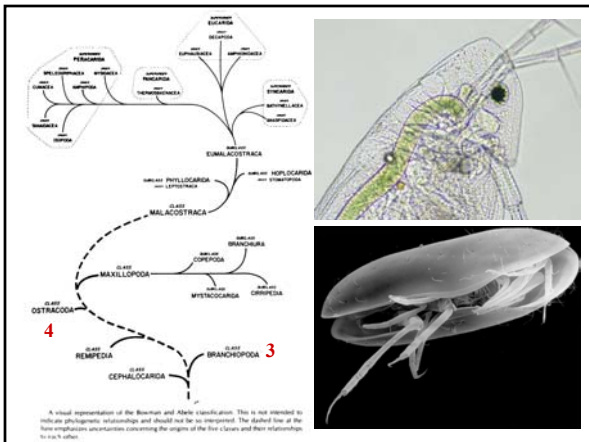 SUPERORDER
EUCARIDA
ORDER
DECAPODA
ORDER
EUPHAUSIACEA
ORDER
AMPHIONIDACEA
SUPERORDER
PERACARIDA
ORDER
SPELEOGRIPHACEA
ORDER
MYSIDACEA
ORDER
CUMACEA
ORDER
AMPHIPODA
ORDER
TANAIDACEA
ORDER
ISOPODA
SUPERORDER
PANCARIDA
ORDER
THERMOSBAENACEA
SUPERORDER
SYNCARIDA
ORDER
BATHYNELLACEA
ORDER
ANASPIDACEA
SUBCLASS
EUMALACOSTRACA
SUBCLASS PHYLLOCARIDA
ORDER LEPTOSTRACA
SUBCLASS HOPLOCARIDA
ORDER STOMATOPODA
CLASS
MALACOSTRACA
SUBCLASS
BRANCHIURA
SUBCLASS
COPEPODA
CLASS
MAXILLOPODA
SUBCLASS
MYSTACOCARIDA
SUBCLASS
CIRRIPEDIA
CLASS
OSTRACODA
4
CLASS
REMIPEDIA
CLASS
BRANCHIOPODA 3
CLASS
CEPHALOCARIDA
A visual representation of the Bowman and Abele classification. This is not intended to
indicate phylogenetic relationships and should not be so interpreted. The dashed line at the
base emphasizes uncertainties concerning the origins of the five classes and their relationships
to each other.